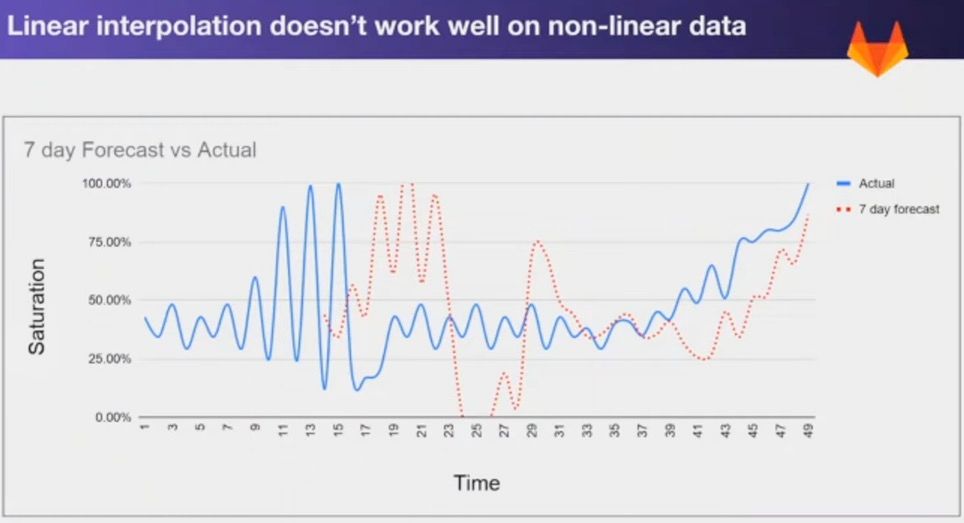 Linear interpolation doesn’t work well on non-linear data
7 day Forecast vs Actual
100.00%
75.00%
50.00%
25.00%
0.00%
Saturation
1 3 5 7 9 11 13 15 17 19 21 23 25 27 29 31 33 35 37 39 41 43 45 47 49
Time
Actual
7 day forecast